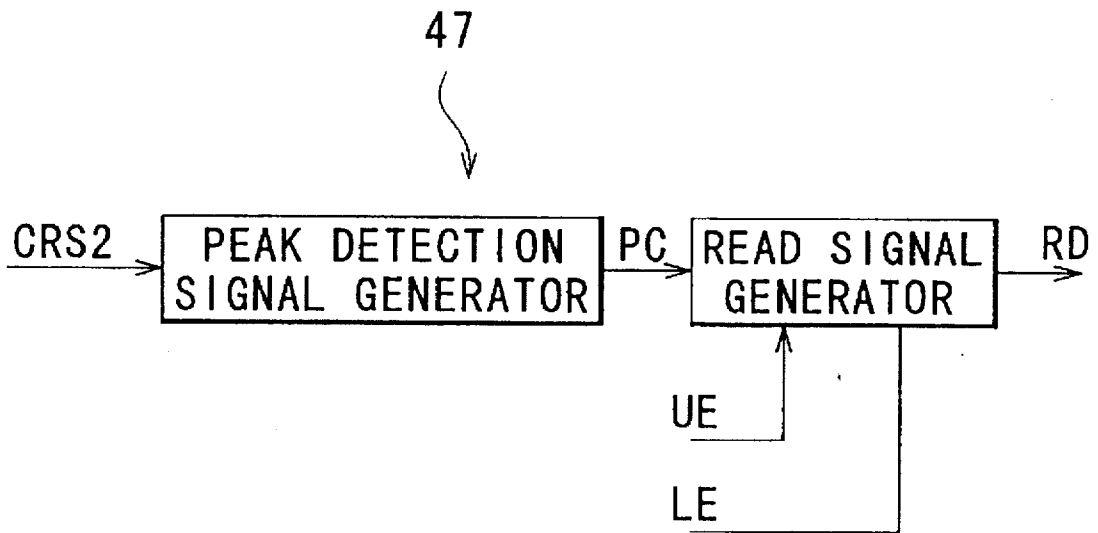 47
CRS2
PEAK DETECTION
SIGNAL GENERATOR
PC
READ SIGNAL
GENERATOR
RD
UE
LE